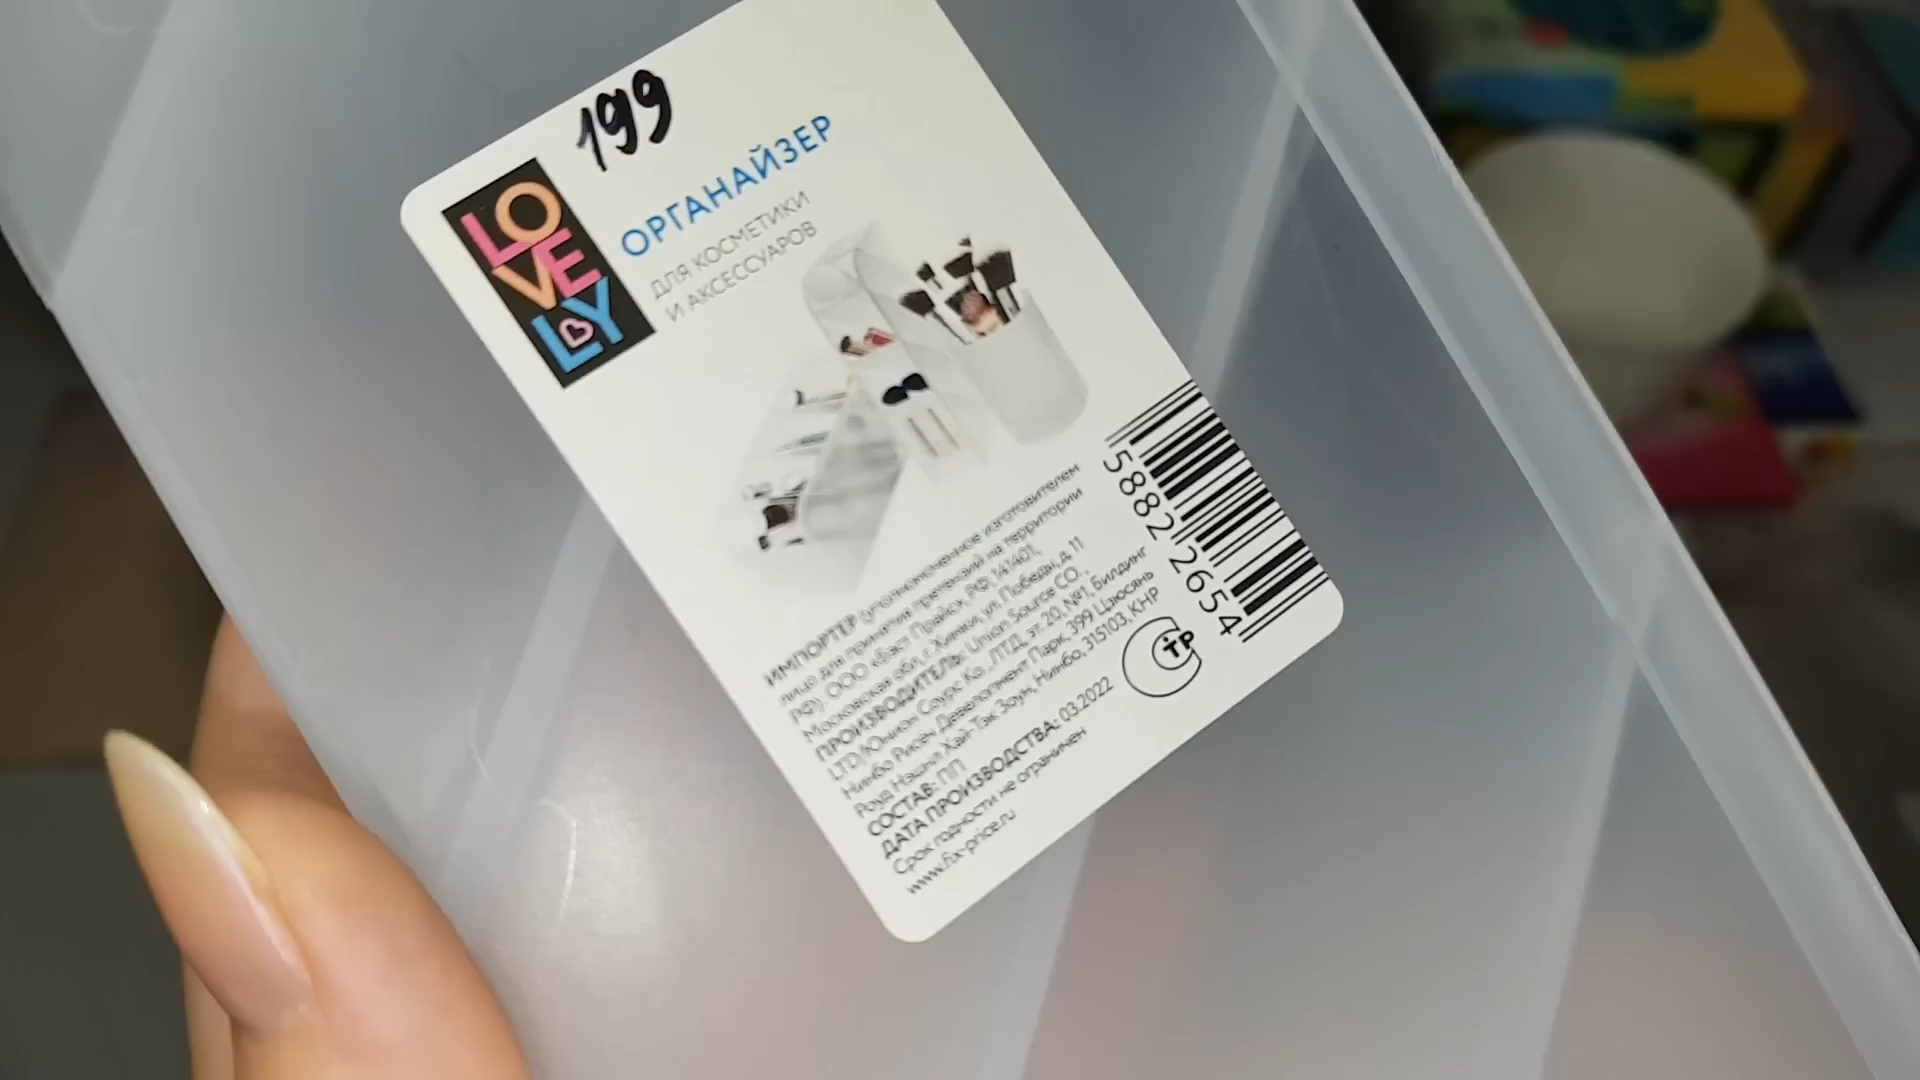 199
LOVELY
ОРГАНАЙЗЕР
ДЛЯ КОСМЕТИКИ
И АКСЕССУАРОВ
ИМПОРТЕР (уполномоченное изготовителем
лицо для принятия претензий на территории
РФ): ООО «Бэст Прайс», РФ, 141401,
Московская обл., г. Химки, ул. Победы, д. 11
ПРОИЗВОДИТЕЛЬ: Union Source CO.,
LTD/Юнион Соурс Ко., ЛТД, эт. 20, №1, Билдинг
Нинбо Рисёч Девелопмент Парк, 399 Цзюсянь
Роуд Нэшнл Хай-Тэк Зоун, Нинбо, 315103, КНР
СОСТАВ: ПП
ДАТА ПРОИЗВОДСТВА: 03.2022
Срок годности не ограничен
www.fix-price.ru
5882 2654
СТР